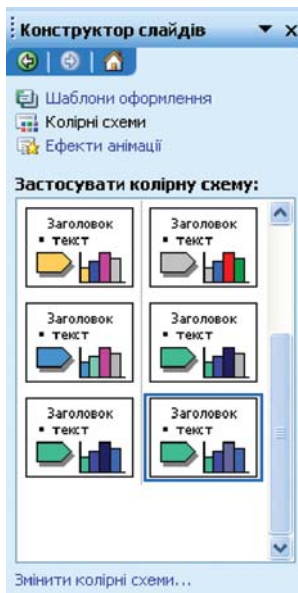 Конструктор слайдів
Шаблони оформлення
Колірні схеми
Ефекти анімації
Застосувати колірну схему:
Заголовок
▪ текст
Заголовок
▪ текст
Заголовок
▪ текст
Заголовок
▪ текст
Заголовок
▪ текст
Заголовок
▪ текст
Змінити колірні схеми...